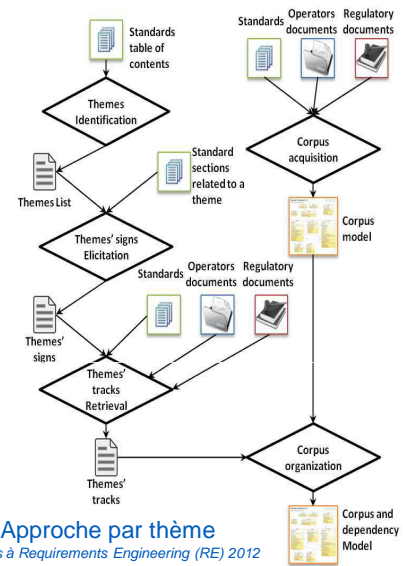 Standards
table of
contents
Themes
Identification
Themes List
Standard
sections
related to a
theme
Themes' signs
Elicitation
Themes'
signs
Standards
Operators
documents
Regulatory
documents
Themes'
tracks
Retrieval
Themes'
tracks
Standards
Operators
documents
Regulatory
documents
Corpus
acquisition
Corpus
model
Corpus
organization
Corpus and
dependency
Model
Approche par thème
s à Requirements Engineering (RE) 2012